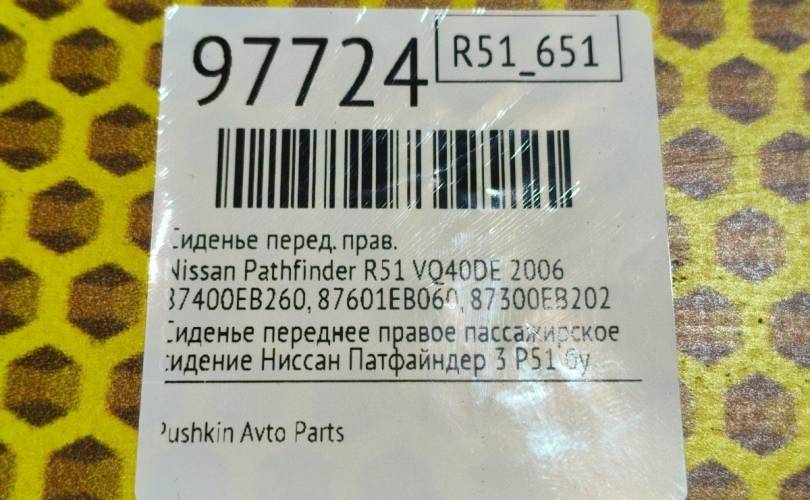 97724
R51_651
Сиденье перед. прав.
Nissan Pathfinder R51 VQ40DE 2006
87400EB260, 87601EB060, 87300EB202
Сиденье переднее правое пассажирское
сидение Ниссан Патфайндер 3 Р51 бу
Pushkin Avto Parts